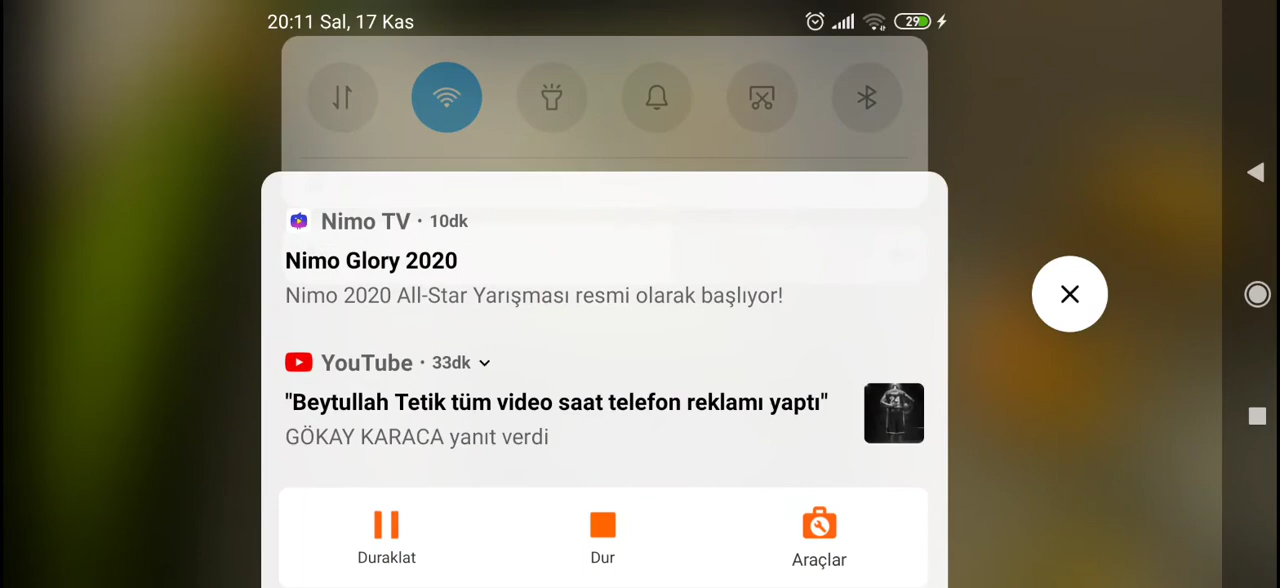 20:11 Sal, 17 Kas
29
Nimo TV · 10dk
Nimo Glory 2020
Nimo 2020 All-Star Yarışması resmi olarak başlıyor!
YouTube · 33dk
"Beytullah Tetik tüm video saat telefon reklamı yaptı"
GÖKAY KARACA yanıt verdi
24
Duraklat
Dur
Araçlar